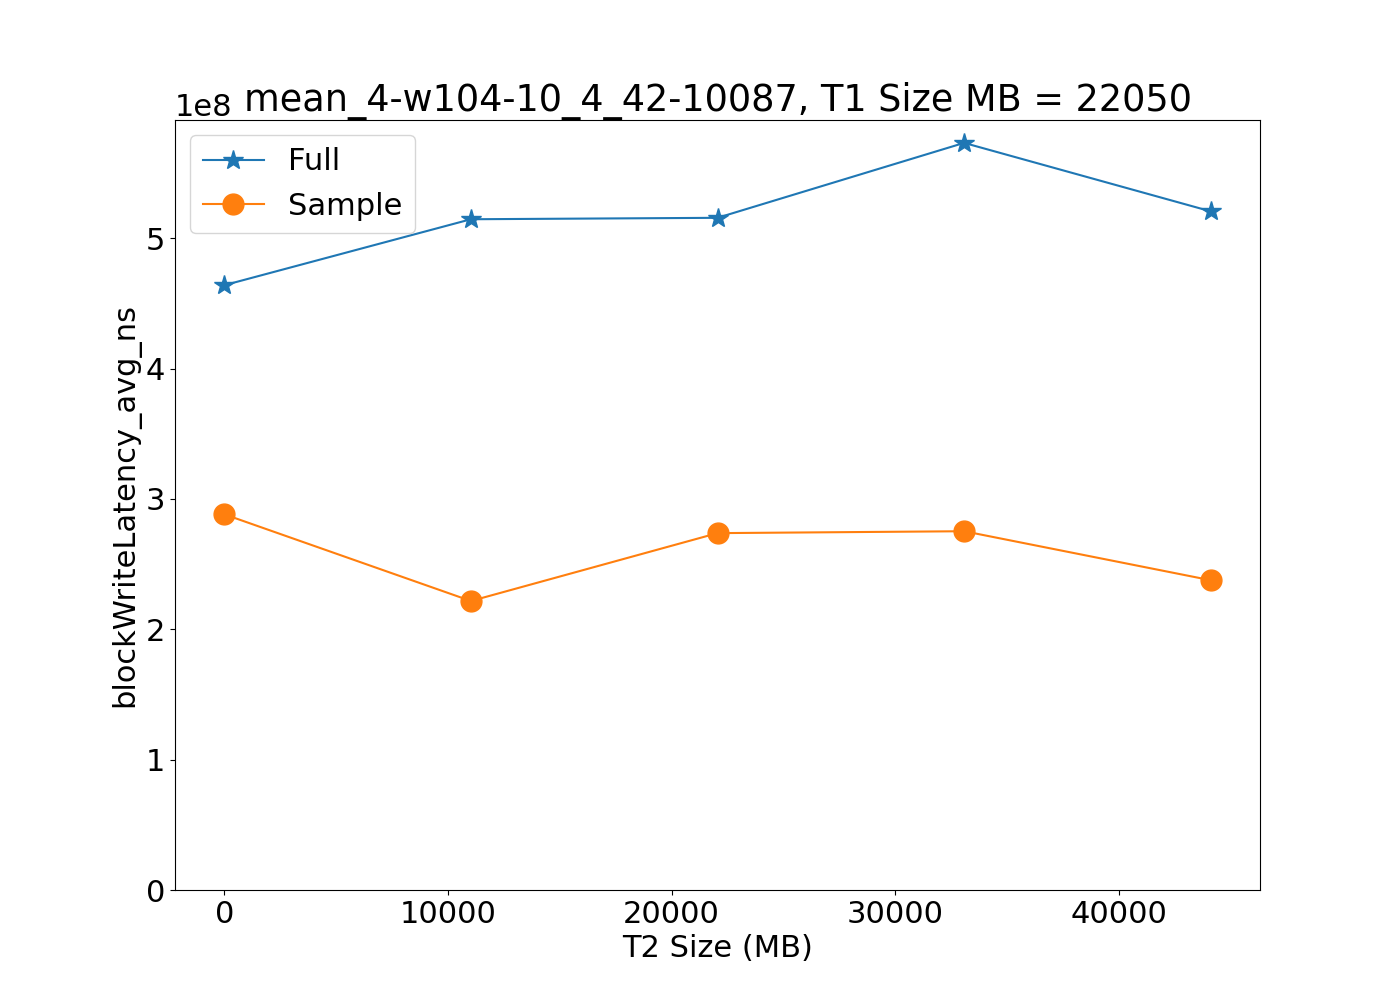 1e8
mean_4-w104-10_4_42-10087, T1 Size MB = 22050
Full
Sample
blockWriteLatency_avg_ns
5
4
3
2
1
0
0 10000 20000 30000 40000
T2 Size (MB)